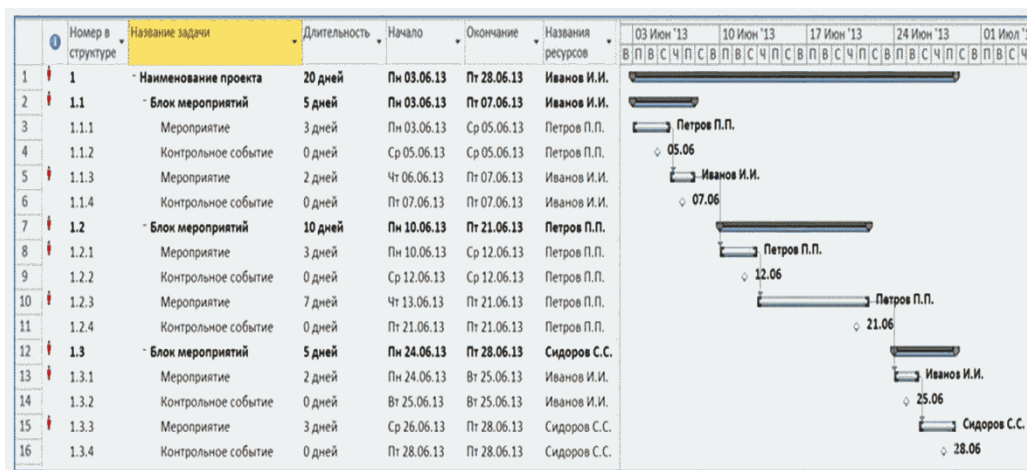 Номер в структуре Название задачи Длительность Начало Окончание Названия ресурсов 03 Июн '13 10 Июн '13 17 Июн '13 24 Июн '13 01 Июл '1
В П В С Ч П С В П В С Ч П С В П В С Ч П С В П В С Ч П С В П В С Ч
1 1 - Наименование проекта 20 дней Пн 03.06.13 Пт 28.06.13 Иванов И.И.
2 1.1 - Блок мероприятий 5 дней Пн 03.06.13 Пт 07.06.13 Иванов И.И.
3 1.1.1 Мероприятие 3 дней Пн 03.06.13 Ср 05.06.13 Петров П.П. Петров П.П.
4 1.1.2 Контрольное событие 0 дней Ср 05.06.13 Ср 05.06.13 Петров П.П. 05.06
5 1.1.3 Мероприятие 2 дней Чт 06.06.13 Пт 07.06.13 Иванов И.И. Иванов И.И.
6 1.1.4 Контрольное событие 0 дней Пт 07.06.13 Пт 07.06.13 Иванов И.И. 07.06
7 1.2 - Блок мероприятий 10 дней Пн 10.06.13 Пт 21.06.13 Петров П.П.
8 1.2.1 Мероприятие 3 дней Пн 10.06.13 Ср 12.06.13 Петров П.П. Петров П.П.
9 1.2.2 Контрольное событие 0 дней Ср 12.06.13 Ср 12.06.13 Петров П.П. 12.06
10 1.2.3 Мероприятие 7 дней Чт 13.06.13 Пт 21.06.13 Петров П.П. Петров П.П.
11 1.2.4 Контрольное событие 0 дней Пт 21.06.13 Пт 21.06.13 Петров П.П. 21.06
12 1.3 - Блок мероприятий 5 дней Пн 24.06.13 Пт 28.06.13 Сидоров С.С.
13 1.3.1 Мероприятие 2 дней Пн 24.06.13 Вт 25.06.13 Иванов И.И. Иванов И.И.
14 1.3.2 Контрольное событие 0 дней Вт 25.06.13 Вт 25.06.13 Иванов И.И. 25.06
15 1.3.3 Мероприятие 3 дней Ср 26.06.13 Пт 28.06.13 Сидоров С.С. Сидоров С.С.
16 1.3.4 Контрольное событие 0 дней Пт 28.06.13 Пт 28.06.13 Сидоров С.С. 28.06